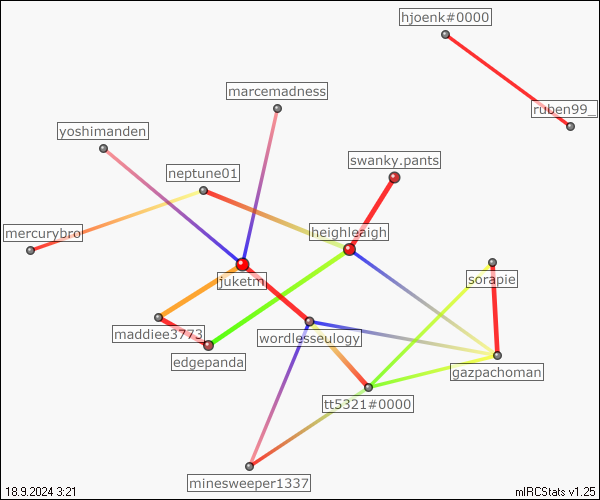 hjoenk#0000
marcemadness
ruben99_
yoshimanden
swanky.pants
neptune01
mercurybro
heighleaigh
juketm
sorapie
maddiee3773
wordlesseulogy
edgepanda
gazpachoman
tt5321#0000
minesweeper1337
18.9.2024 3:21
mIRCStats v1.25